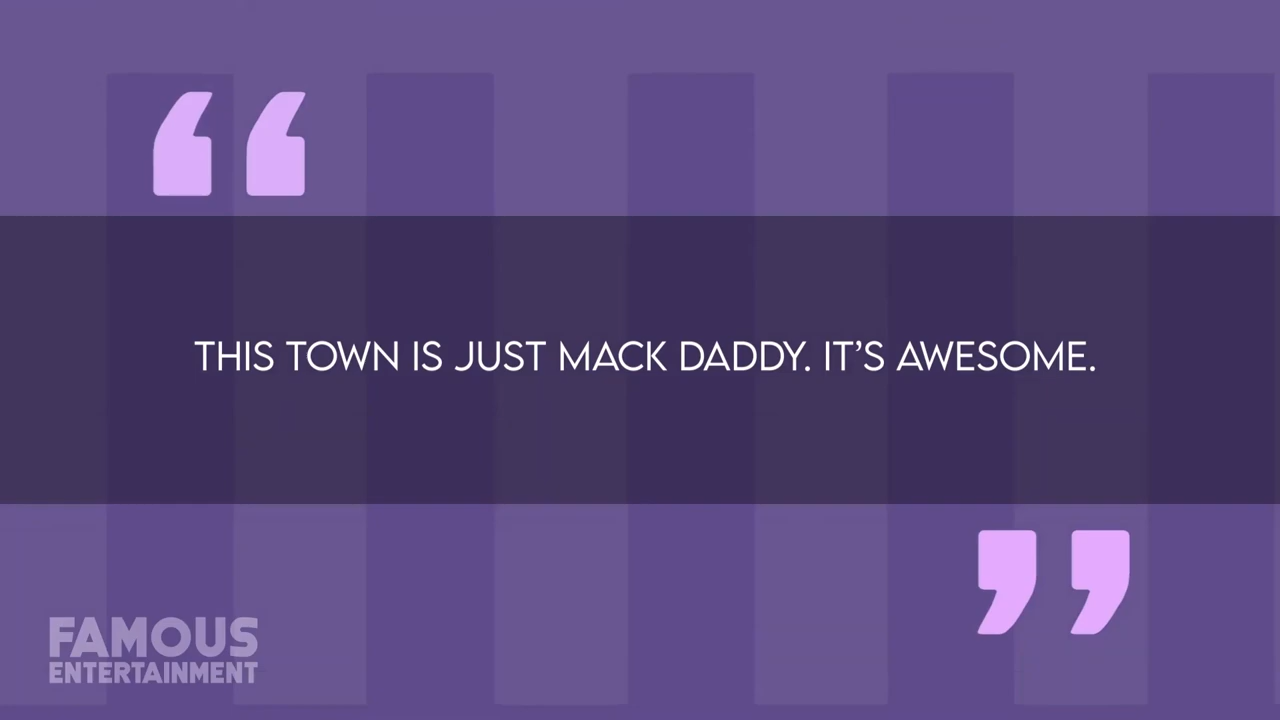 THIS TOWN IS JUST MACK DADDY. IT’S AWESOME.
FAMOUS
ENTERTAINMENT